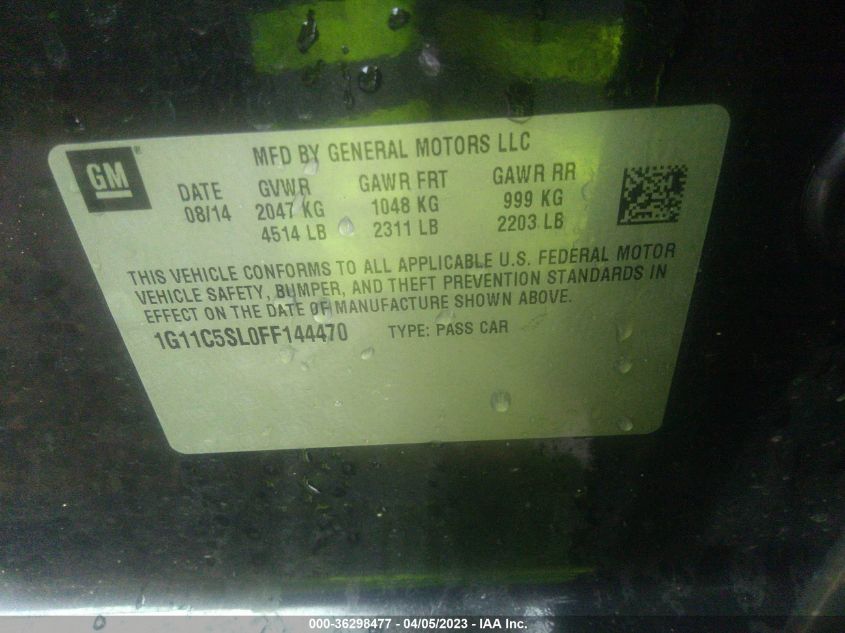 GM®
MFD BY GENERAL MOTORS LLC
DATE GVWR GAWR FRT GAWR RR
08/14 2047 KG 1048 KG 999 KG
4514 LB 2311 LB 2203 LB
THIS VEHICLE CONFORMS TO ALL APPLICABLE U.S. FEDERAL MOTOR
VEHICLE SAFETY, BUMPER, AND THEFT PREVENTION STANDARDS IN
EFFECT ON THE DATE OF MANUFACTURE SHOWN ABOVE.
1G11C5SL0FF144470 TYPE: PASS CAR
000-36298477 - 04/05/2023 - IAA Inc.